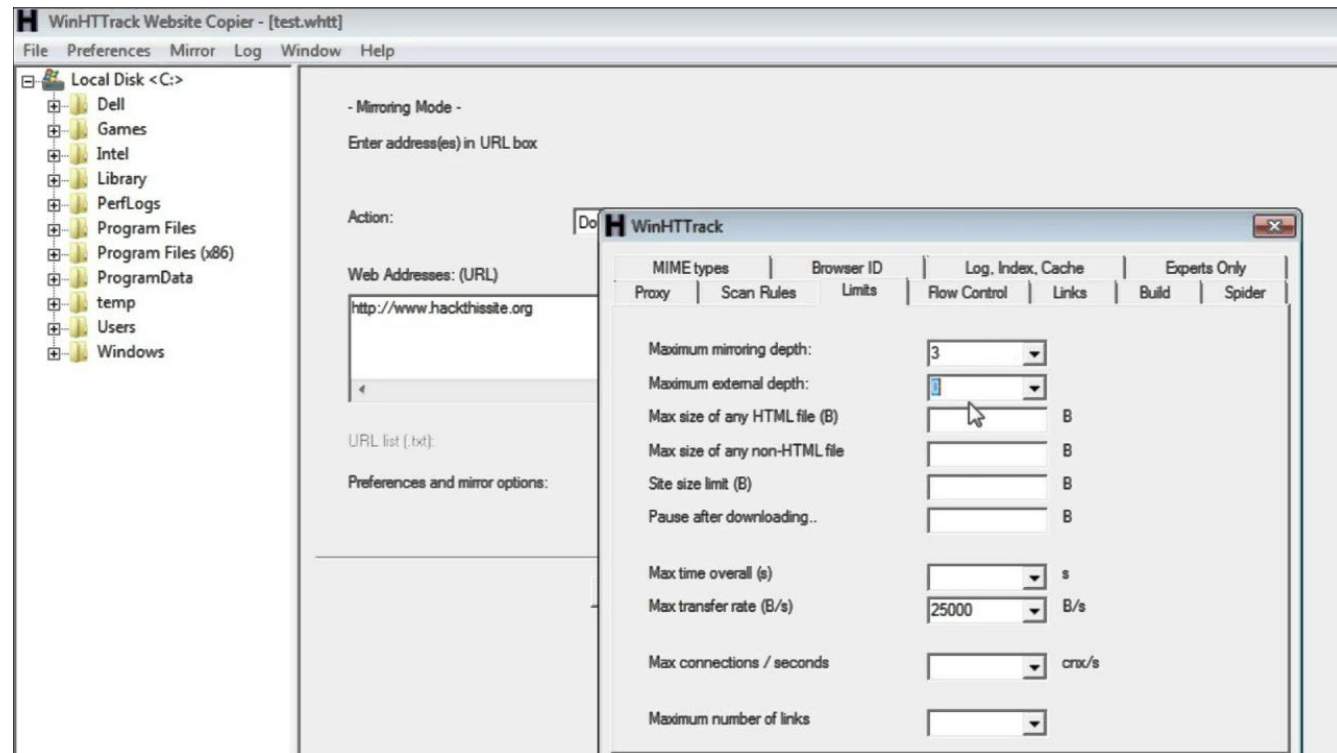 WinHTTrack Website Copier - [test.whtt]
File Preferences Mirror Log Window Help
Local Disk <C:>
Dell
Games
Intel
Library
PerfLogs
Program Files
Program Files (x86)
ProgramData
temp
Users
Windows
- Mirroring Mode -
Enter address(es) in URL box
Action:
Web Addresses: (URL)
http://www.hackthissite.org
URL list (.txt):
Preferences and mirror options:
WinHTTrack
MIME types Browser ID Log, Index, Cache Experts Only
Proxy Scan Rules Limits Flow Control Links Build Spider
Maximum mirroring depth: 3
Maximum external depth: 0
Max size of any HTML file (B) B
Max size of any non-HTML file B
Site size limit (B) B
Pause after downloading.. B
Max time overall (s) s
Max transfer rate (B/s) 25000 B/s
Max connections / seconds cnx/s
Maximum number of links